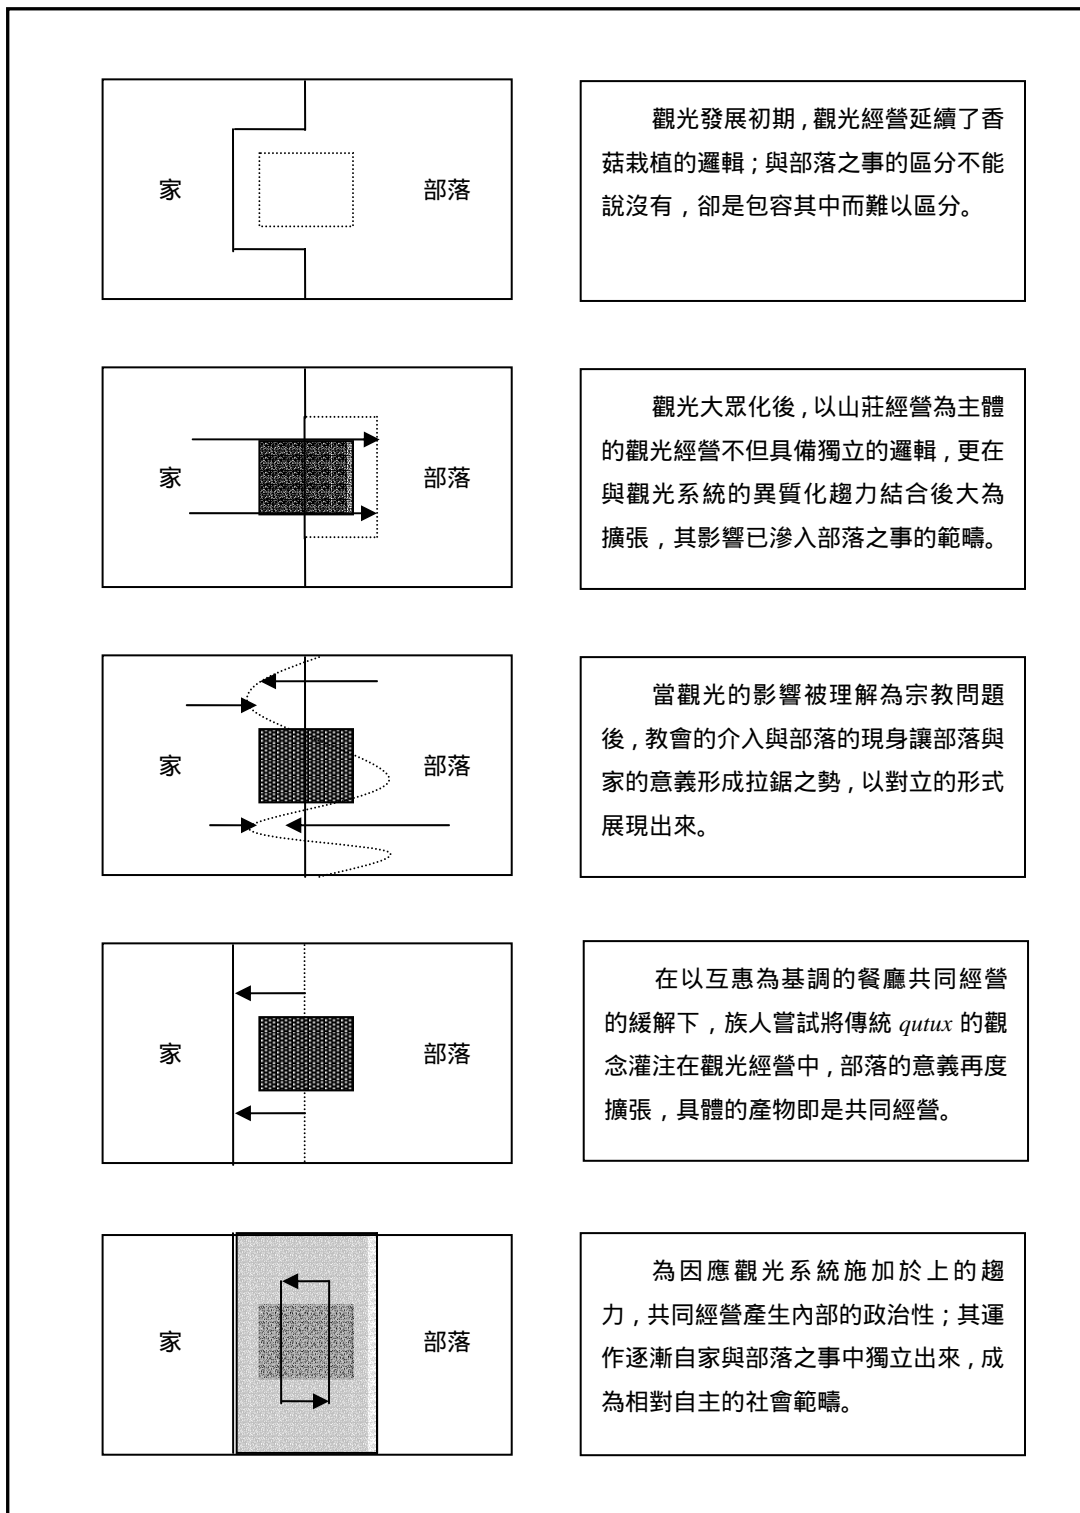 家
部落
觀光發展初期，觀光經營延續了香
菇栽植的邏輯；與部落之事的區分不能
說沒有，卻是包容其中而難以區分。
家
部落
觀光大眾化後，以山莊經營為主體
的觀光經營不但具備獨立的邏輯，更在
與觀光系統的異質化趨力結合後大為
擴張，其影響已滲入部落之事的範疇。
家
部落
當觀光的影響被理解為宗教問題
後，教會的介入與部落的現身讓部落與
家的意義形成拉鋸之勢，以對立的形式
展現出來。
家
部落
在以互惠為基調的餐廳共同經營
的緩解下，族人嘗試將傳統 qutux 的觀
念灌注在觀光經營中，部落的意義再度
擴張，具體的產物即是共同經營。
家
部落
為因應觀光系統施加於上的趨
力，共同經營產生內部的政治性；其運
作逐漸自家與部落之事中獨立出來，成
為相對自主的社會範疇。